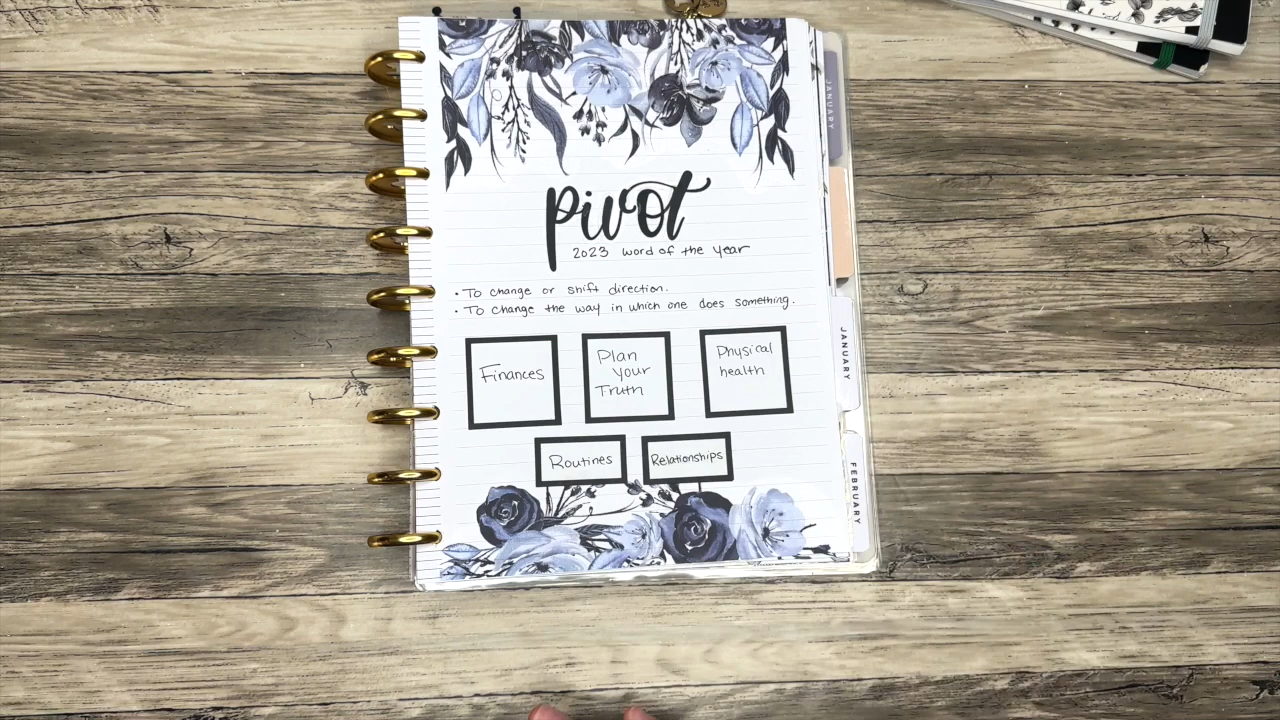 pivot
2023 word of the year
• To change or shift direction.
• To change the way in which one does something.
Finances
Plan
your
Truth
Physical
health
Routines
Relationships
JANUARY
JANUARY
FEBRUARY